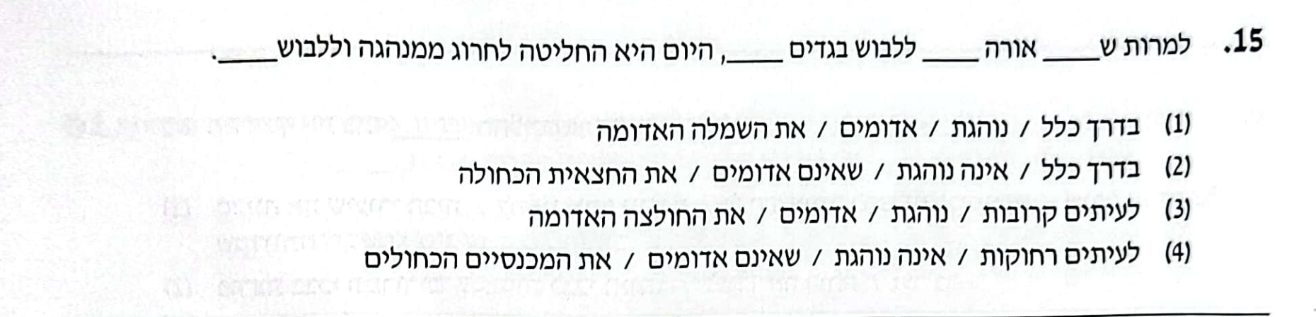 15. למרות ש____ אורה ____ ללבוש בגדים ____, היום היא החליטה לחרוג ממנהגה וללבוש____.
(1) בדרך כלל / נוהגת / אדומים / את השמלה האדומה
(2) בדרך כלל / אינה נוהגת / שאינם אדומים / את החצאית הכחולה
(3) לעיתים קרובות / נוהגת / אדומים / את החולצה האדומה
(4) לעיתים רחוקות / אינה נוהגת / שאינם אדומים / את המכנסיים הכחולים